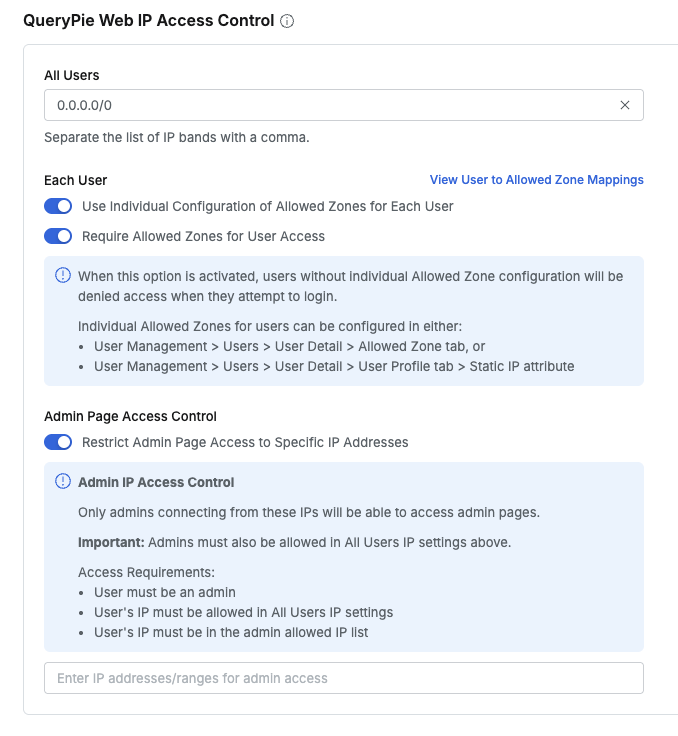 QueryPie Web IP Access Control
All Users
0.0.0.0/0
Separate the list of IP bands with a comma.
Each User
View User to Allowed Zone Mappings
Use Individual Configuration of Allowed Zones for Each User
Require Allowed Zones for User Access
When this option is activated, users without individual Allowed Zone configuration will be
denied access when they attempt to login.
Individual Allowed Zones for users can be configured in either:
• User Management > Users > User Detail > Allowed Zone tab, or
• User Management > Users > User Detail > User Profile tab > Static IP attribute
Admin Page Access Control
Restrict Admin Page Access to Specific IP Addresses
Admin IP Access Control
Only admins connecting from these IPs will be able to access admin pages.
Important: Admins must also be allowed in All Users IP settings above.
Access Requirements:
• User must be an admin
• User's IP must be allowed in All Users IP settings
• User's IP must be in the admin allowed IP list
Enter IP addresses/ranges for admin access